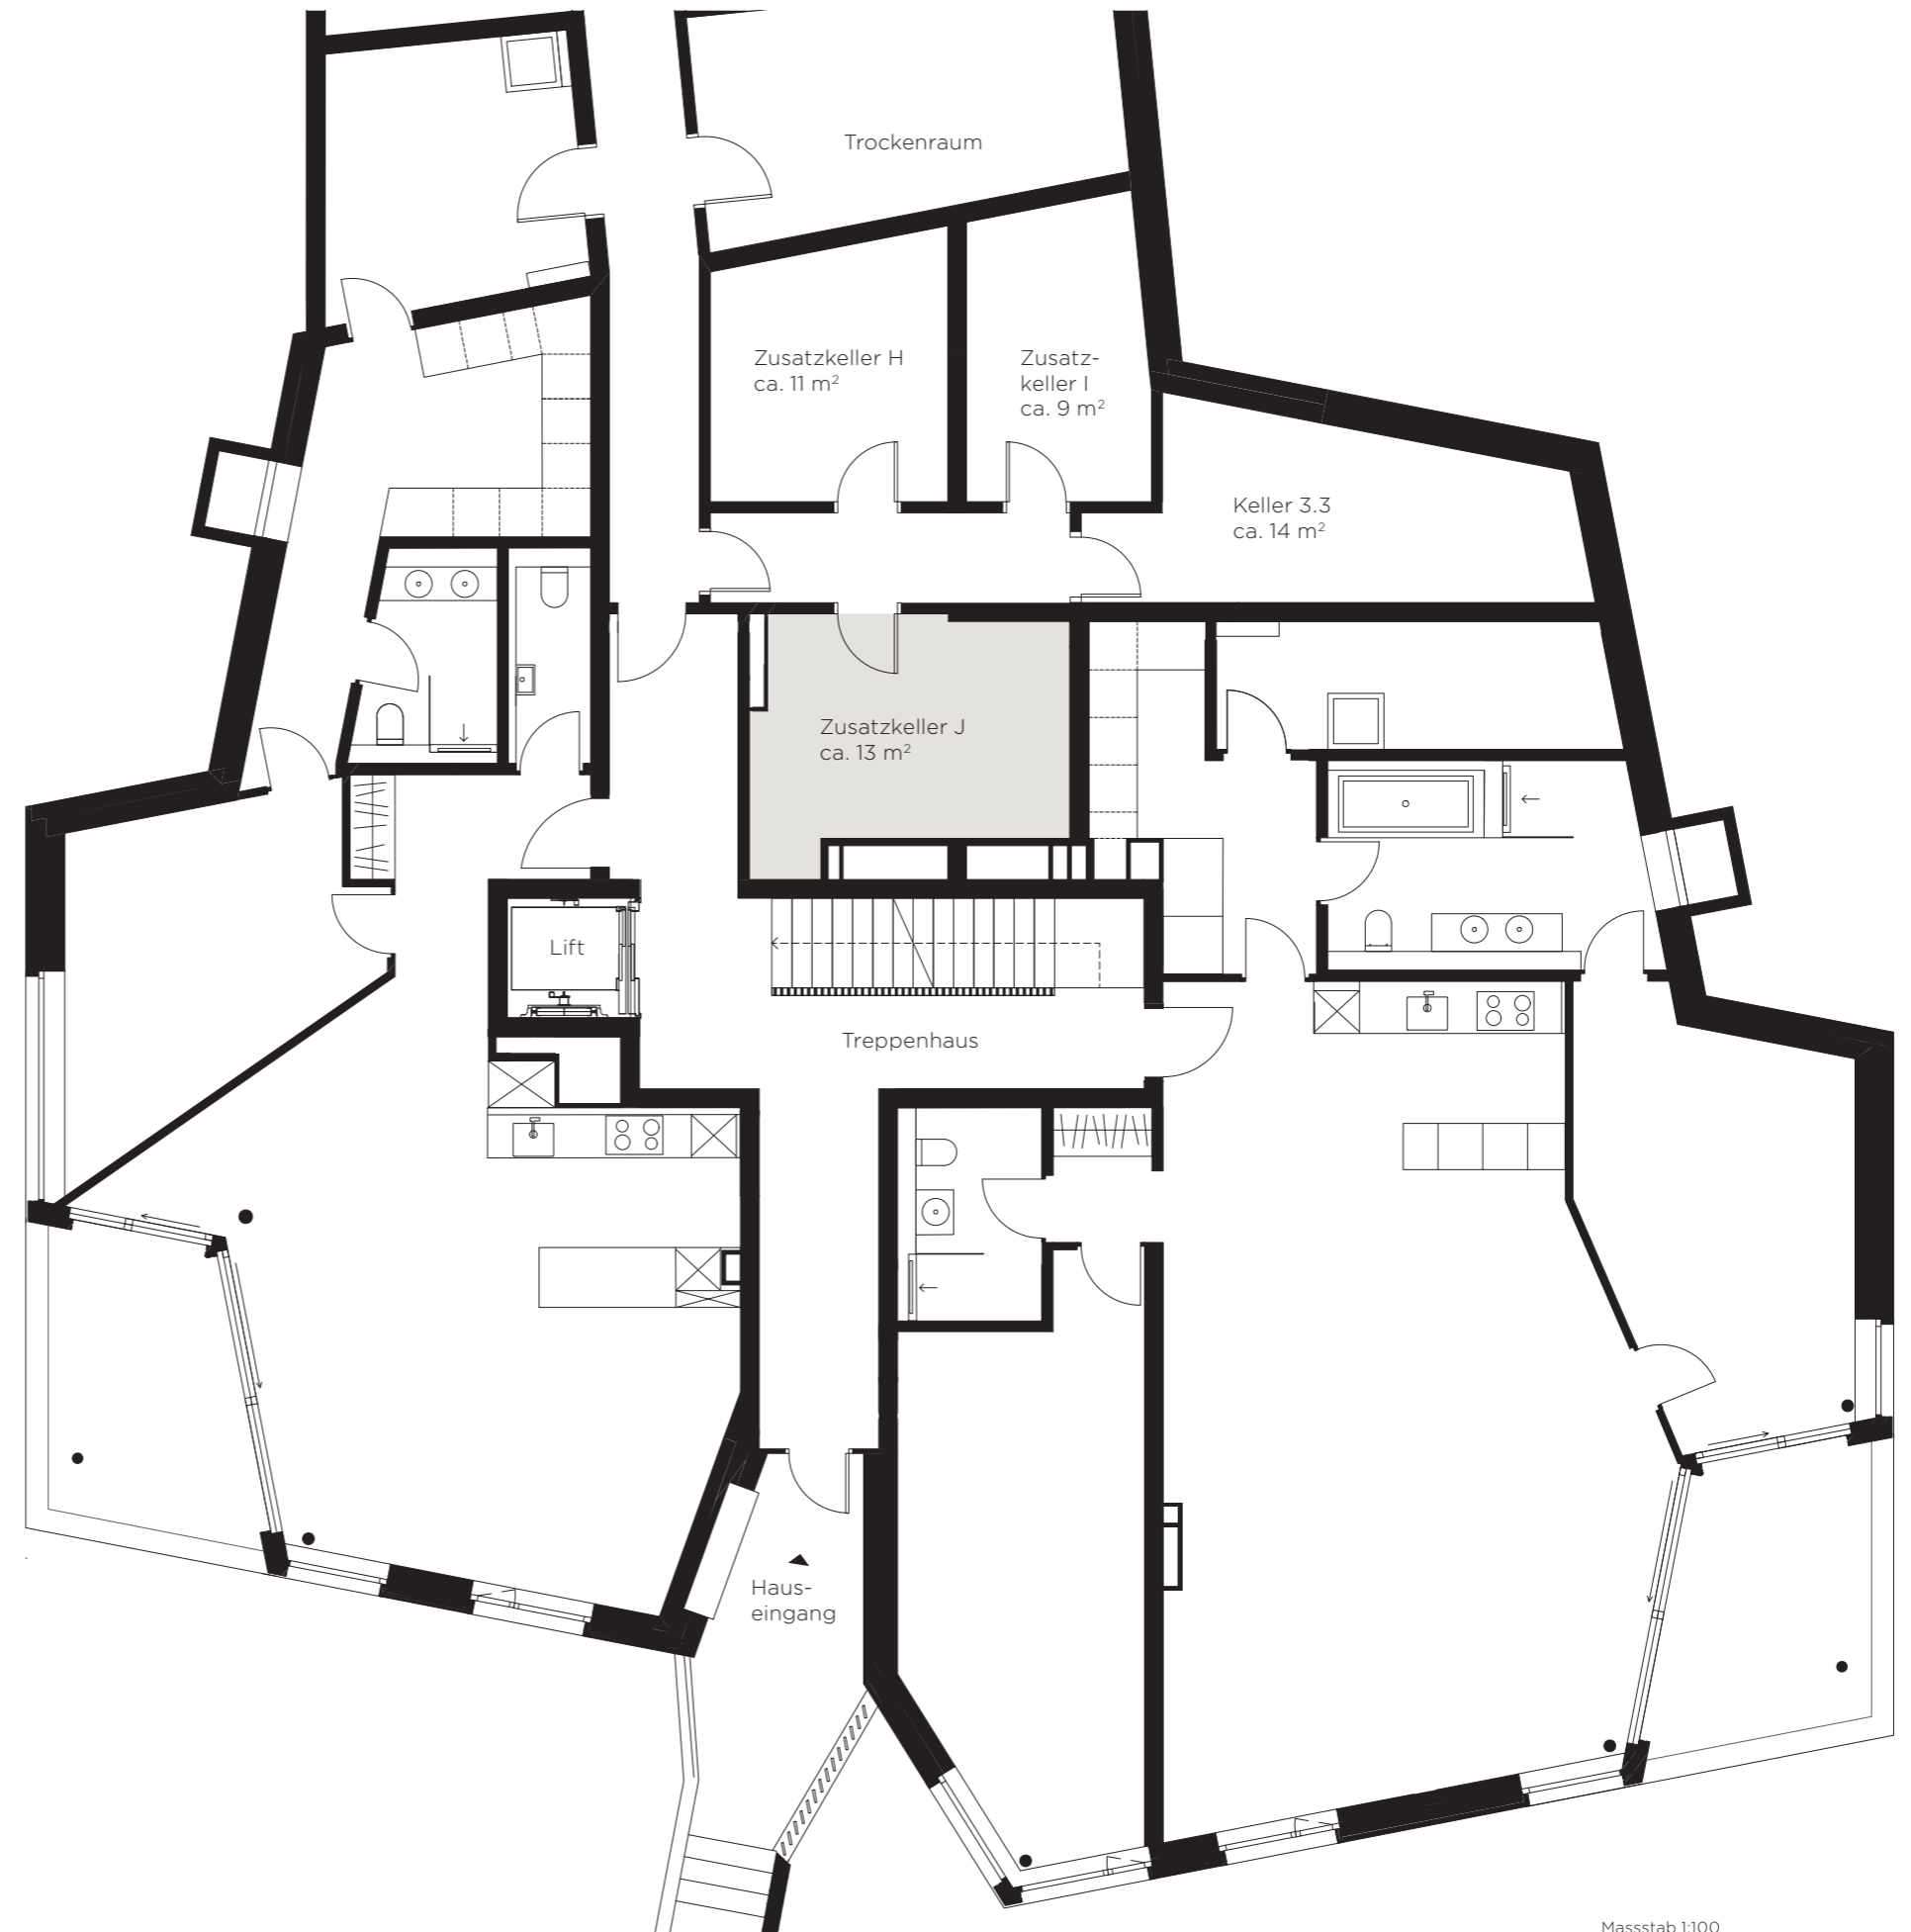 Trockenraum
Zusatzkeller H
ca. 11 m²
Zusatz-
keller I
ca. 9 m²
Keller 3.3
ca. 14 m²
Zusatzkeller J
ca. 13 m²
Lift
Treppenhaus
Haus-
eingang
Massstab 1:100